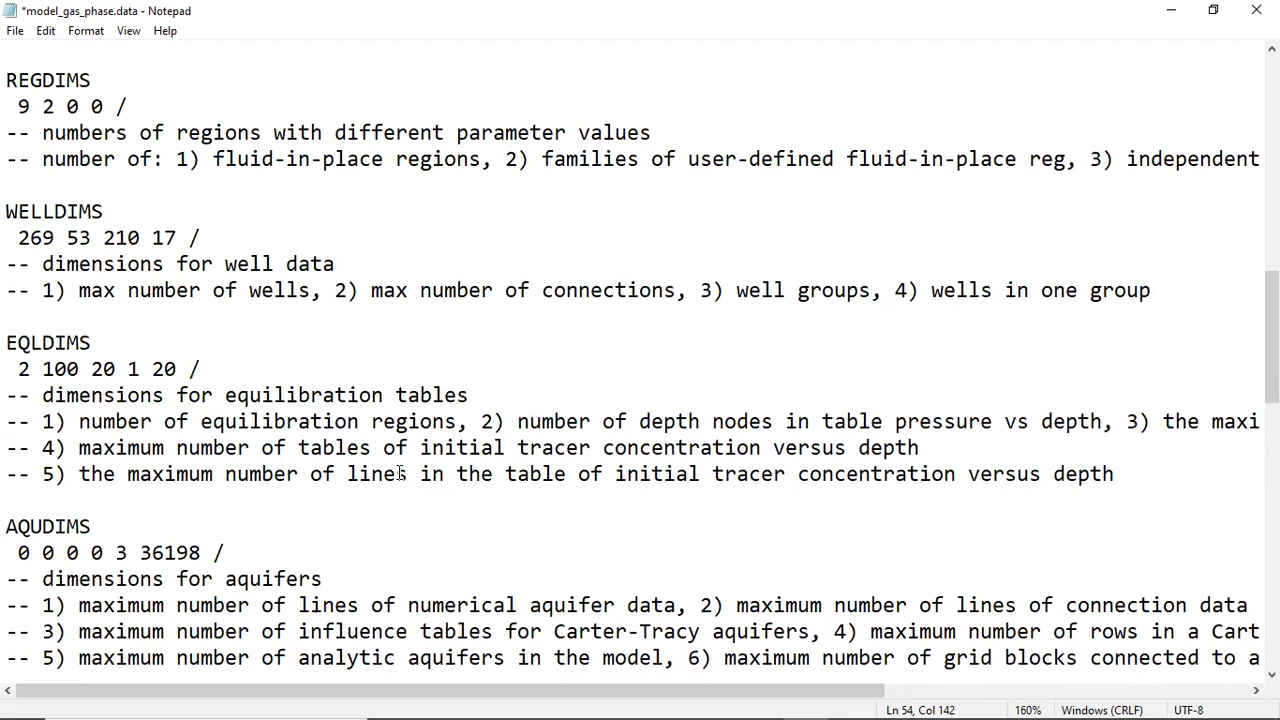 *model_gas_phase.data - Notepad
File Edit Format View Help
REGDIMS
9 2 0 0 /
-- numbers of regions with different parameter values
-- number of: 1) fluid-in-place regions, 2) families of user-defined fluid-in-place reg, 3) independent
WELLDIMS
269 53 210 17 /
-- dimensions for well data
-- 1) max number of wells, 2) max number of connections, 3) well groups, 4) wells in one group
EQLDIMS
2 100 20 1 20 /
-- dimensions for equilibration tables
-- 1) number of equilibration regions, 2) number of depth nodes in table pressure vs depth, 3) the maxi
-- 4) maximum number of tables of initial tracer concentration versus depth
-- 5) the maximum number of lines in the table of initial tracer concentration versus depth
AQUDIMS
0 0 0 0 3 36198 /
-- dimensions for aquifers
-- 1) maximum number of lines of numerical aquifer data, 2) maximum number of lines of connection data
-- 3) maximum number of influence tables for Carter-Tracy aquifers, 4) maximum number of rows in a Cart
-- 5) maximum number of analytic aquifers in the model, 6) maximum number of grid blocks connected to a
Ln 54, Col 142 160% Windows (CRLF) UTF-8